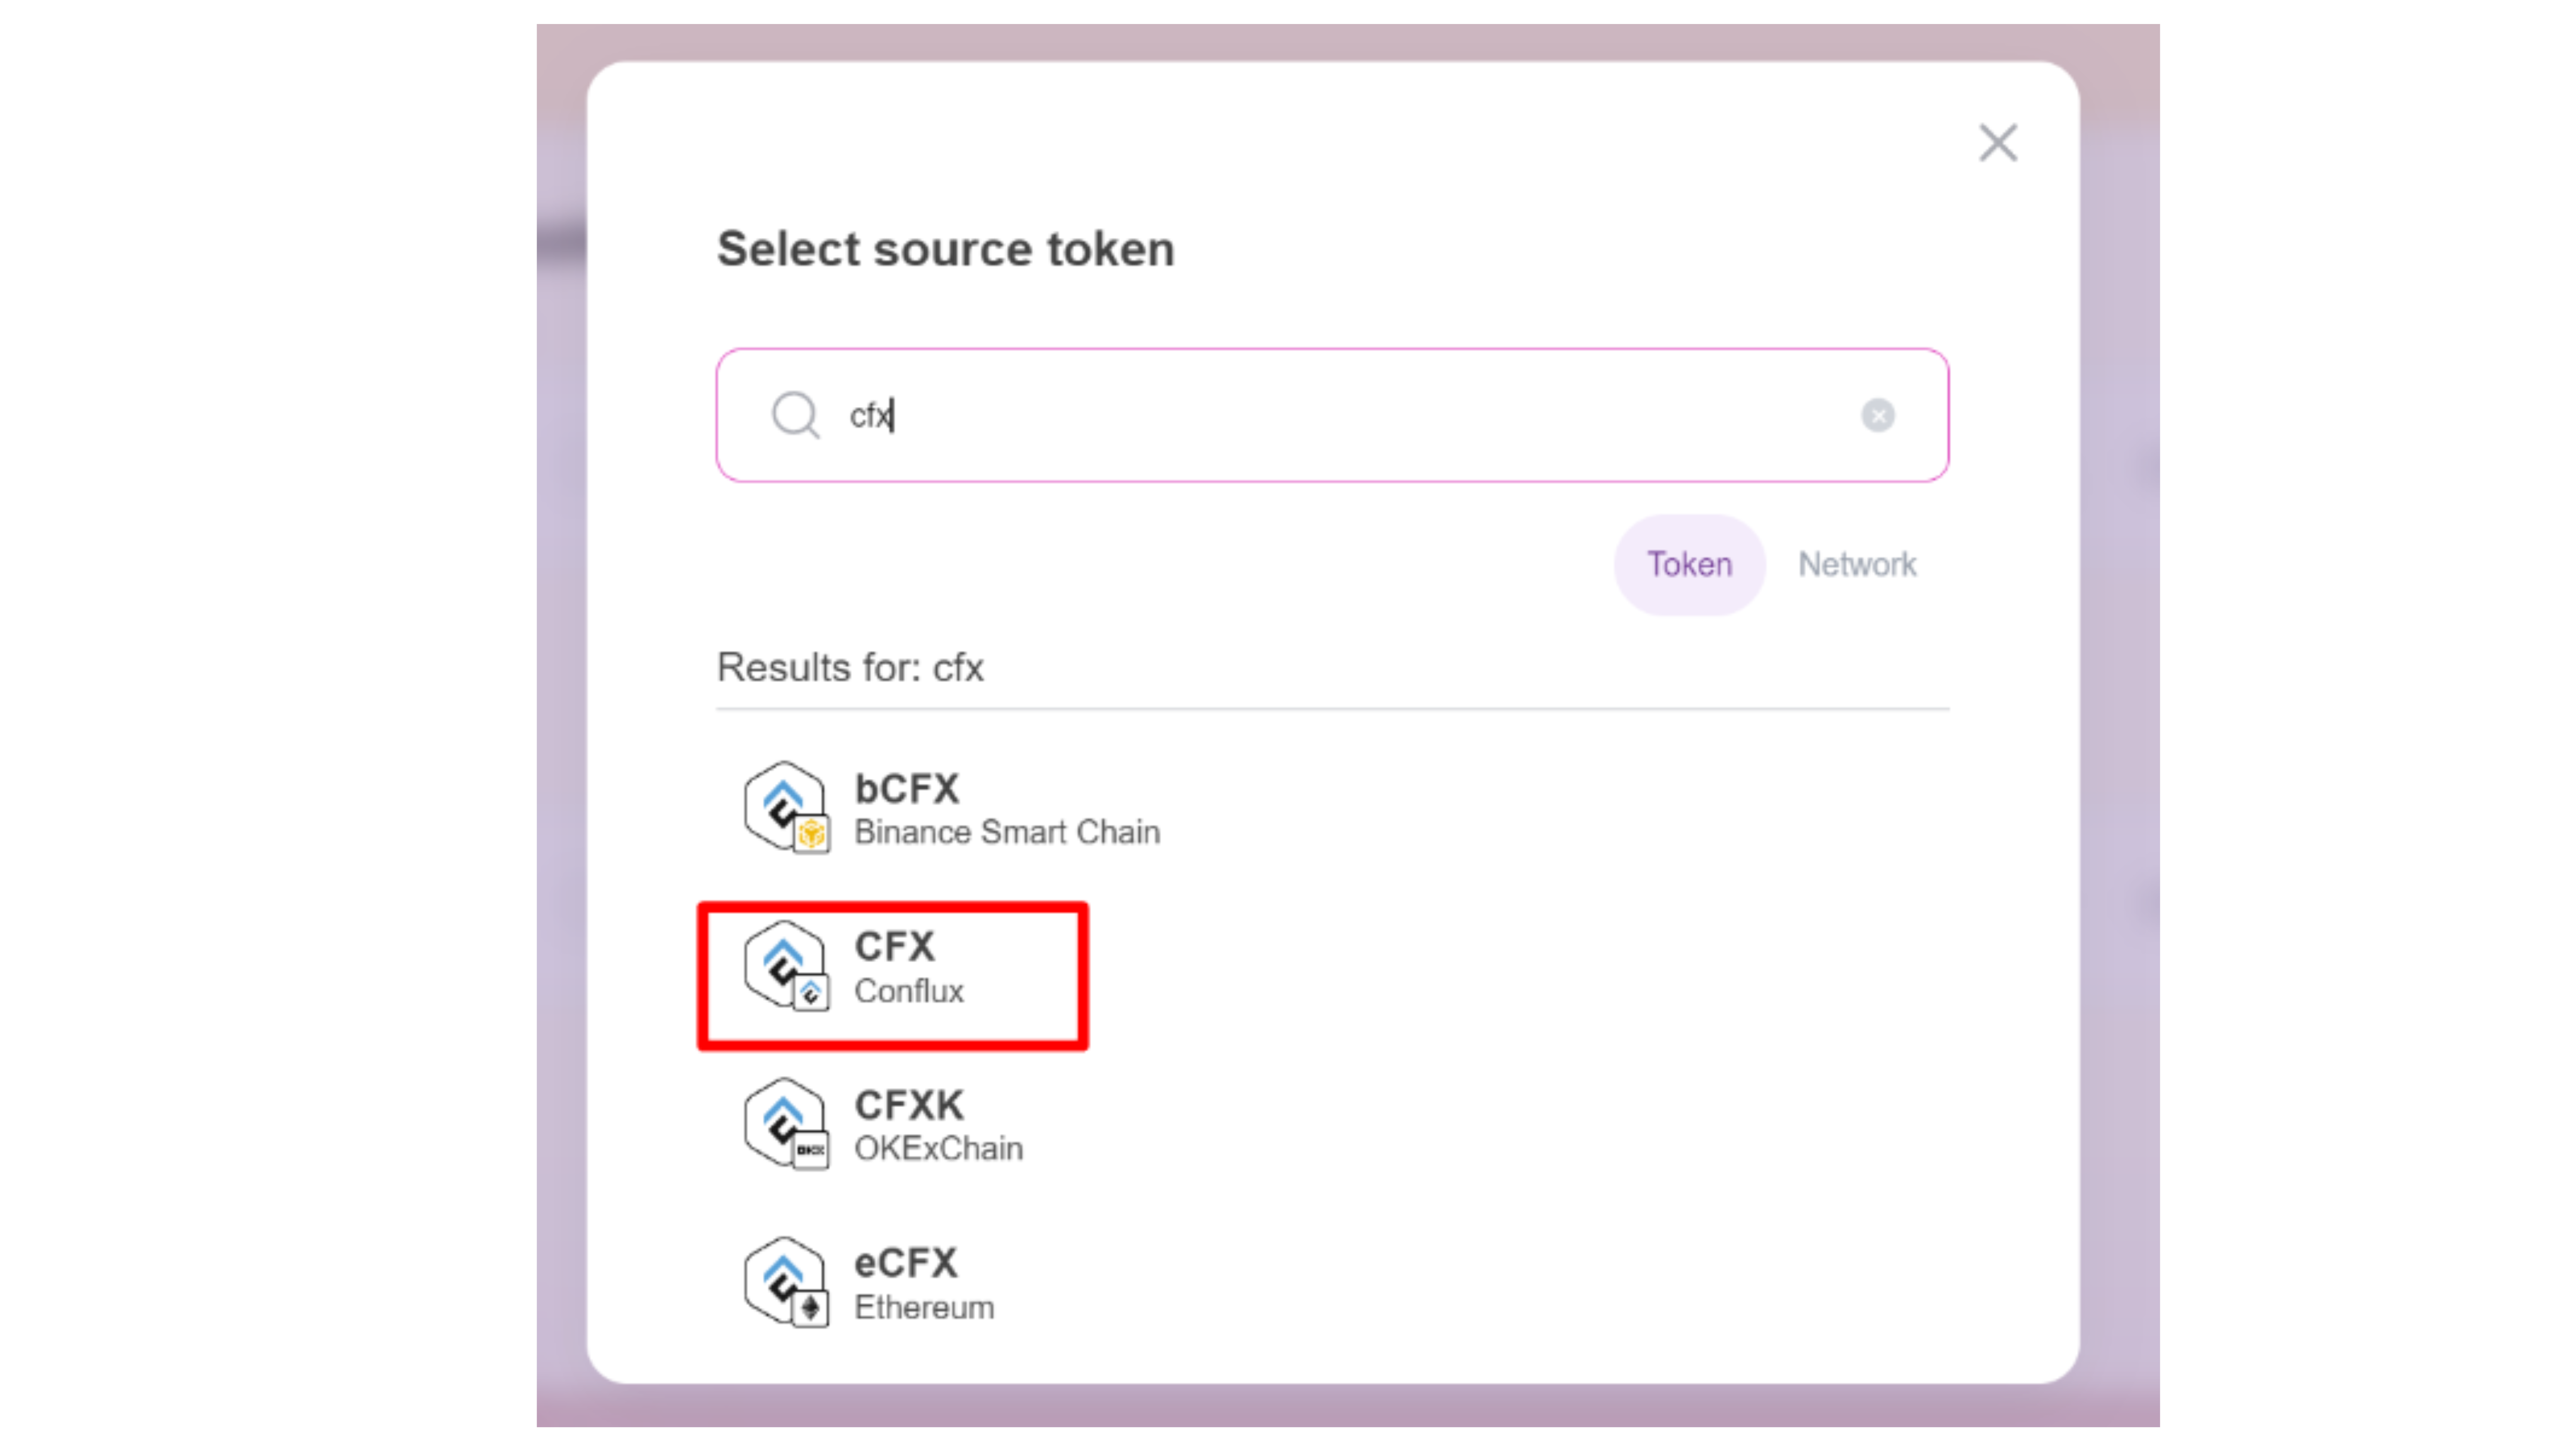 Select source token
cfx
Token Network
Results for: cfx
bCFX
Binance Smart Chain
CFX
Conflux
CFXK
OKExChain
eCFX
Ethereum